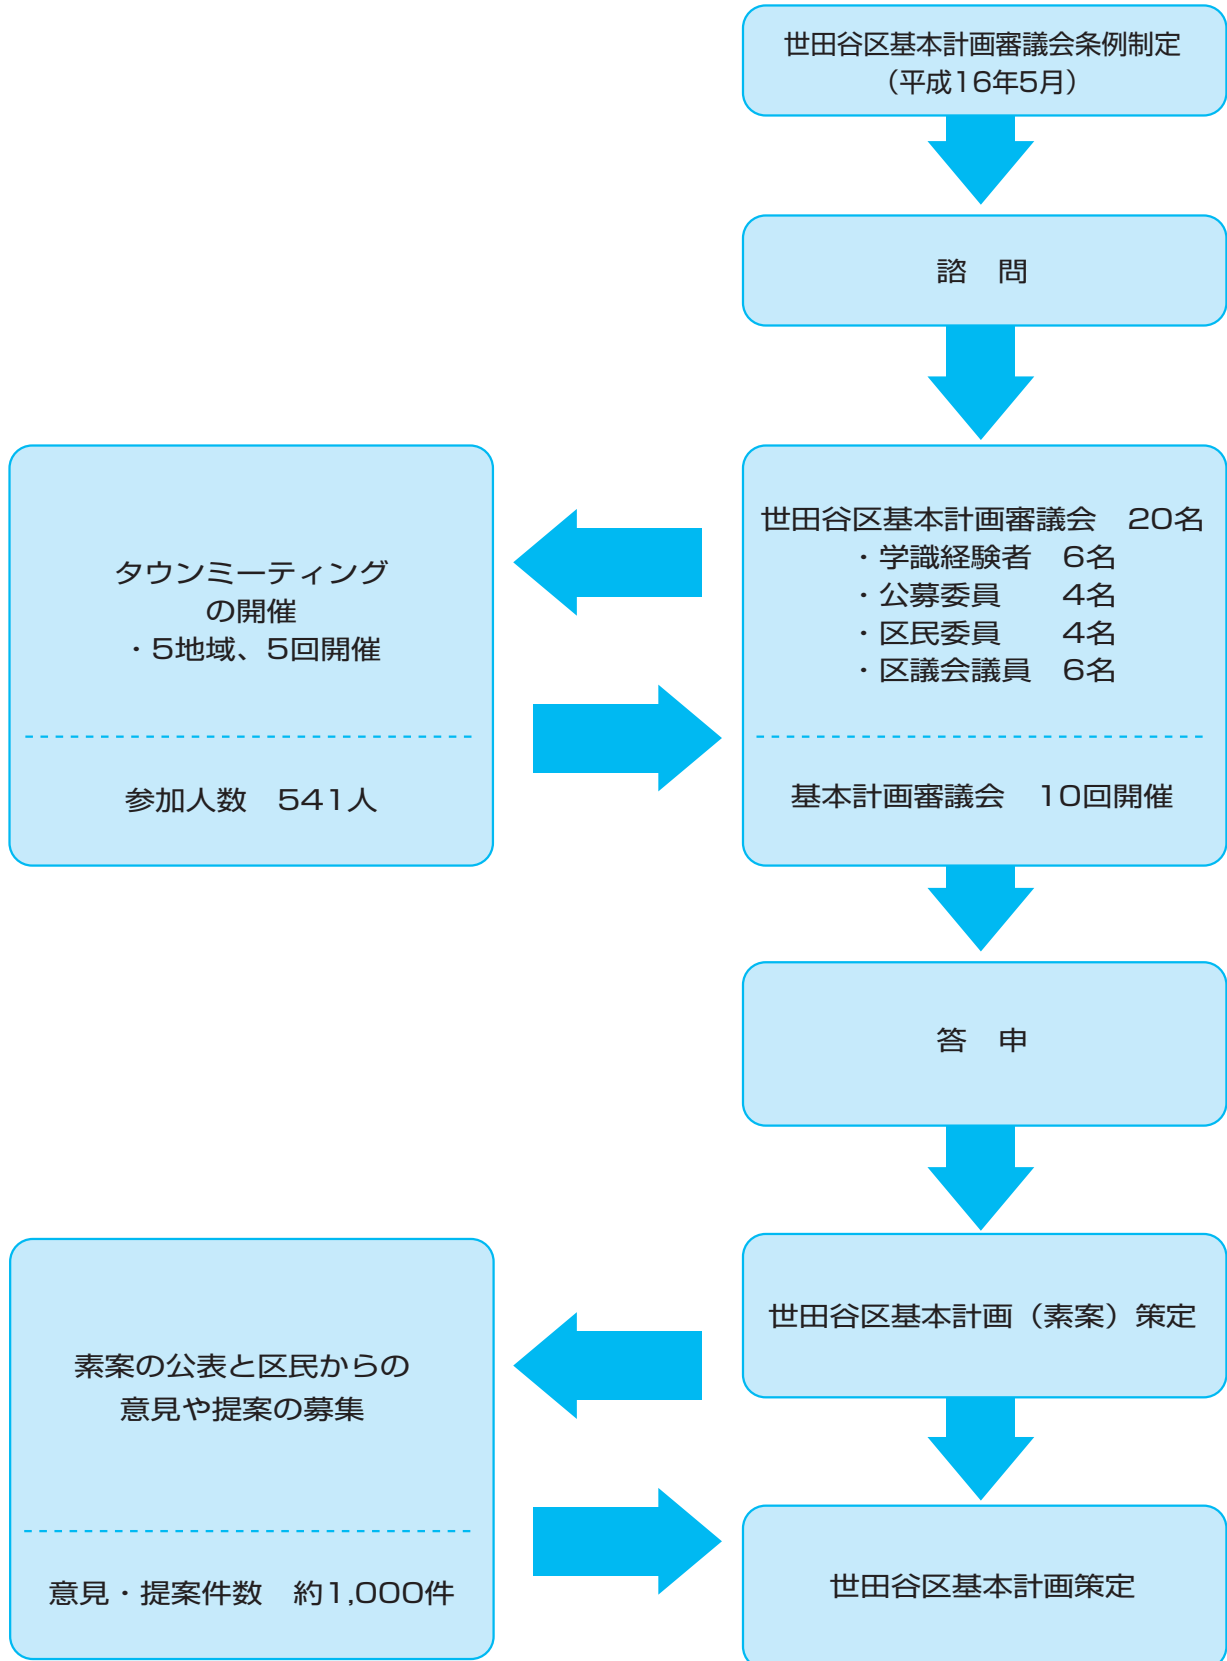 世田谷区基本計画審議会条例制定
（平成16年5月）
諮　問
世田谷区基本計画審議会　20名
・学識経験者　6名
・公募委員　　4名
・区民委員　　4名
・区議会議員　6名
基本計画審議会　10回開催
タウンミーティング
の開催
・5地域、5回開催
参加人数　541人
答　申
世田谷区基本計画（素案）策定
素案の公表と区民からの
意見や提案の募集
意見・提案件数　約1,000件
世田谷区基本計画策定